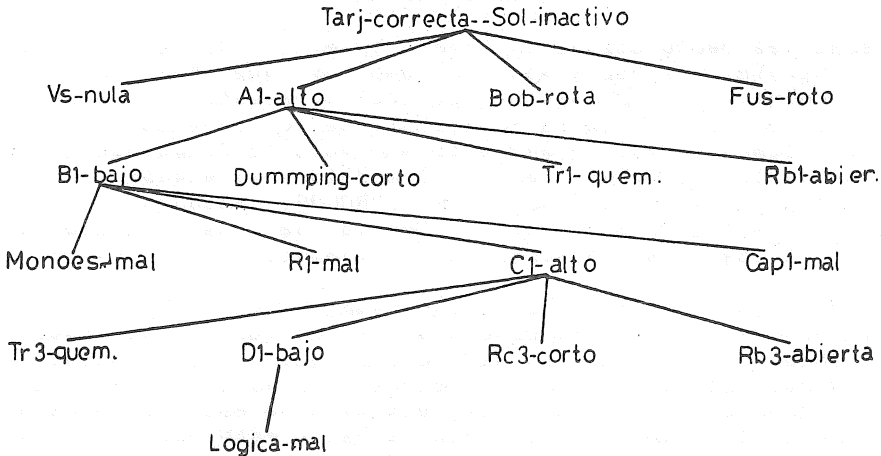 Tarj-correcta--Sol-inactivo
Vs-nula A1-alto Bob-rota Fus-roto
B1-bajo Dummping-corto Tr1-quem. Rb1-abier.
Monoes-mal R1-mal C1-alto Cap1-mal
Tr3-quem. D1-bajo Rc3-corto Rb3-abierta
Logica-mal